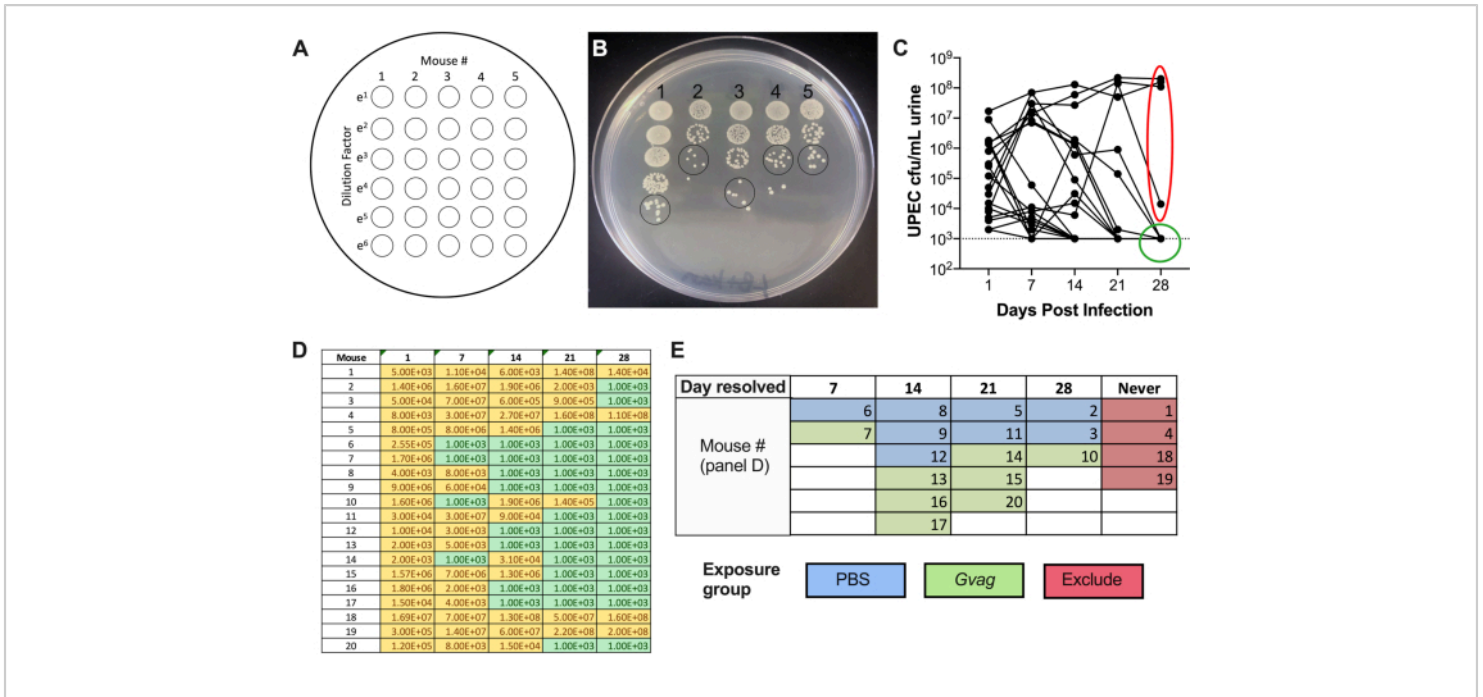 A
Mouse #
1 2 3 4 5
Dilution Factor
e1
e2
e3
e4
e5
e6
B
1 2 3 4 5
C
UPEC cfu/mL urine
10⁹
10⁸
10⁷
10⁶
10⁵
10⁴
10³
10²
1 7 14 21 28
Days Post Infection
D
Mouse 1 7 14 21 28
1 5.00E+03 1.10E+04 6.00E+03 1.40E+08 1.40E+04
2 1.40E+06 1.60E+07 1.90E+06 2.00E+03 1.00E+03
3 5.00E+04 7.00E+07 6.00E+05 9.00E+05 1.00E+03
4 8.00E+03 3.00E+07 2.70E+07 1.60E+08 1.10E+08
5 8.00E+05 8.00E+06 1.40E+06 1.00E+03 1.00E+03
6 2.55E+05 1.00E+03 1.00E+03 1.00E+03 1.00E+03
7 1.70E+06 1.00E+03 1.00E+03 1.00E+03 1.00E+03
8 4.00E+03 8.00E+03 1.00E+03 1.00E+03 1.00E+03
9 9.00E+06 6.00E+04 1.00E+03 1.00E+03 1.00E+03
10 1.60E+06 1.00E+03 1.90E+06 1.40E+05 1.00E+03
11 3.00E+04 3.00E+07 9.00E+04 1.00E+03 1.00E+03
12 1.00E+04 3.00E+03 1.00E+03 1.00E+03 1.00E+03
13 2.00E+03 5.00E+03 1.00E+03 1.00E+03 1.00E+03
14 2.00E+03 1.00E+03 3.10E+04 1.00E+03 1.00E+03
15 1.57E+06 7.00E+06 1.30E+06 1.00E+03 1.00E+03
16 1.80E+06 2.00E+03 1.00E+03 1.00E+03 1.00E+03
17 1.50E+04 4.00E+03 1.00E+03 1.00E+03 1.00E+03
18 1.69E+07 7.00E+07 1.30E+08 5.00E+07 1.60E+08
19 3.00E+05 1.40E+07 6.00E+07 2.20E+08 2.00E+08
20 1.20E+05 8.00E+03 1.50E+04 1.00E+03 1.00E+03
E
Day resolved 7 14 21 28 Never
Mouse #
(panel D)
6 8 5 2 1
7 9 11 3 4
12 14 10 18
13 15 19
16 20
17
Exposure
group
PBS Gvag Exclude